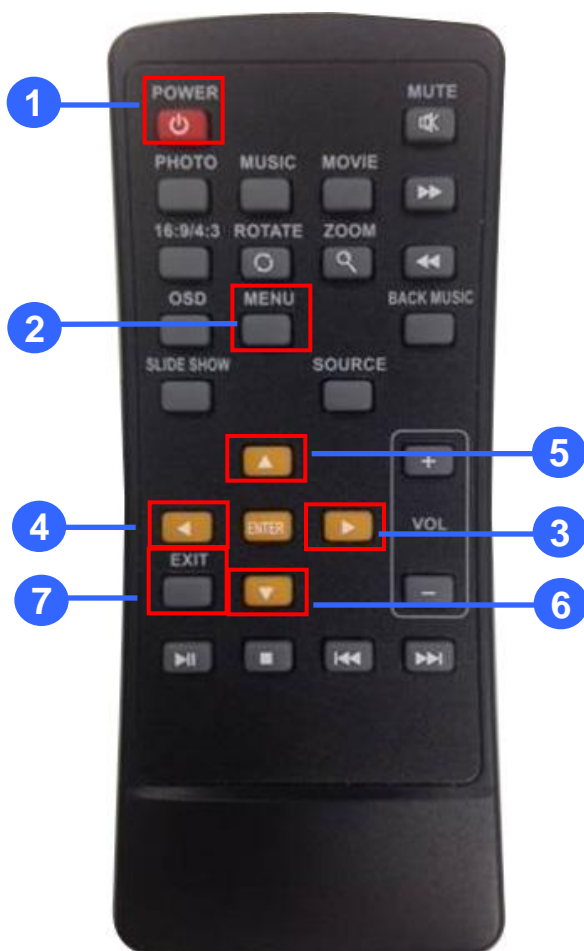 1
POWER MUTE
PHOTO MUSIC MOVIE
16:9/4:3 ROTATE ZOOM
OSD MENU BACK MUSIC
2
SLIDE SHOW SOURCE
5
+
4
ENTER
VOL
3
EXIT
7
-
6